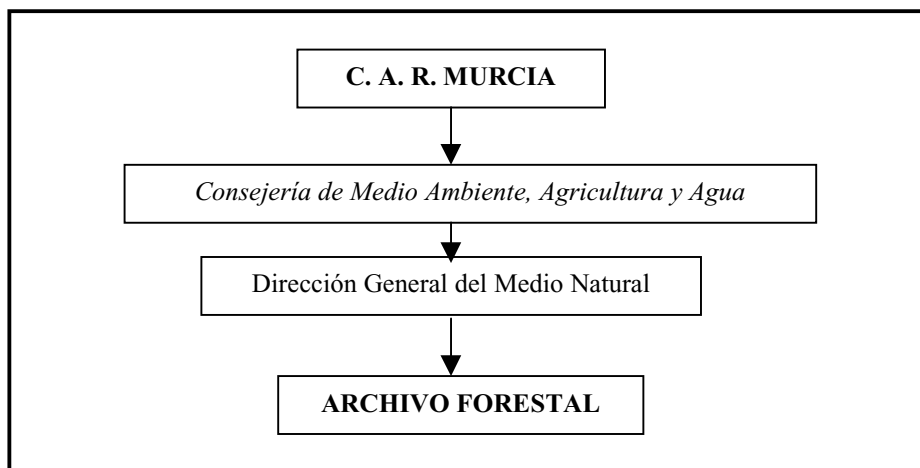 C. A. R. MURCIA
Consejería de Medio Ambiente, Agricultura y Agua
Dirección General del Medio Natural
ARCHIVO FORESTAL